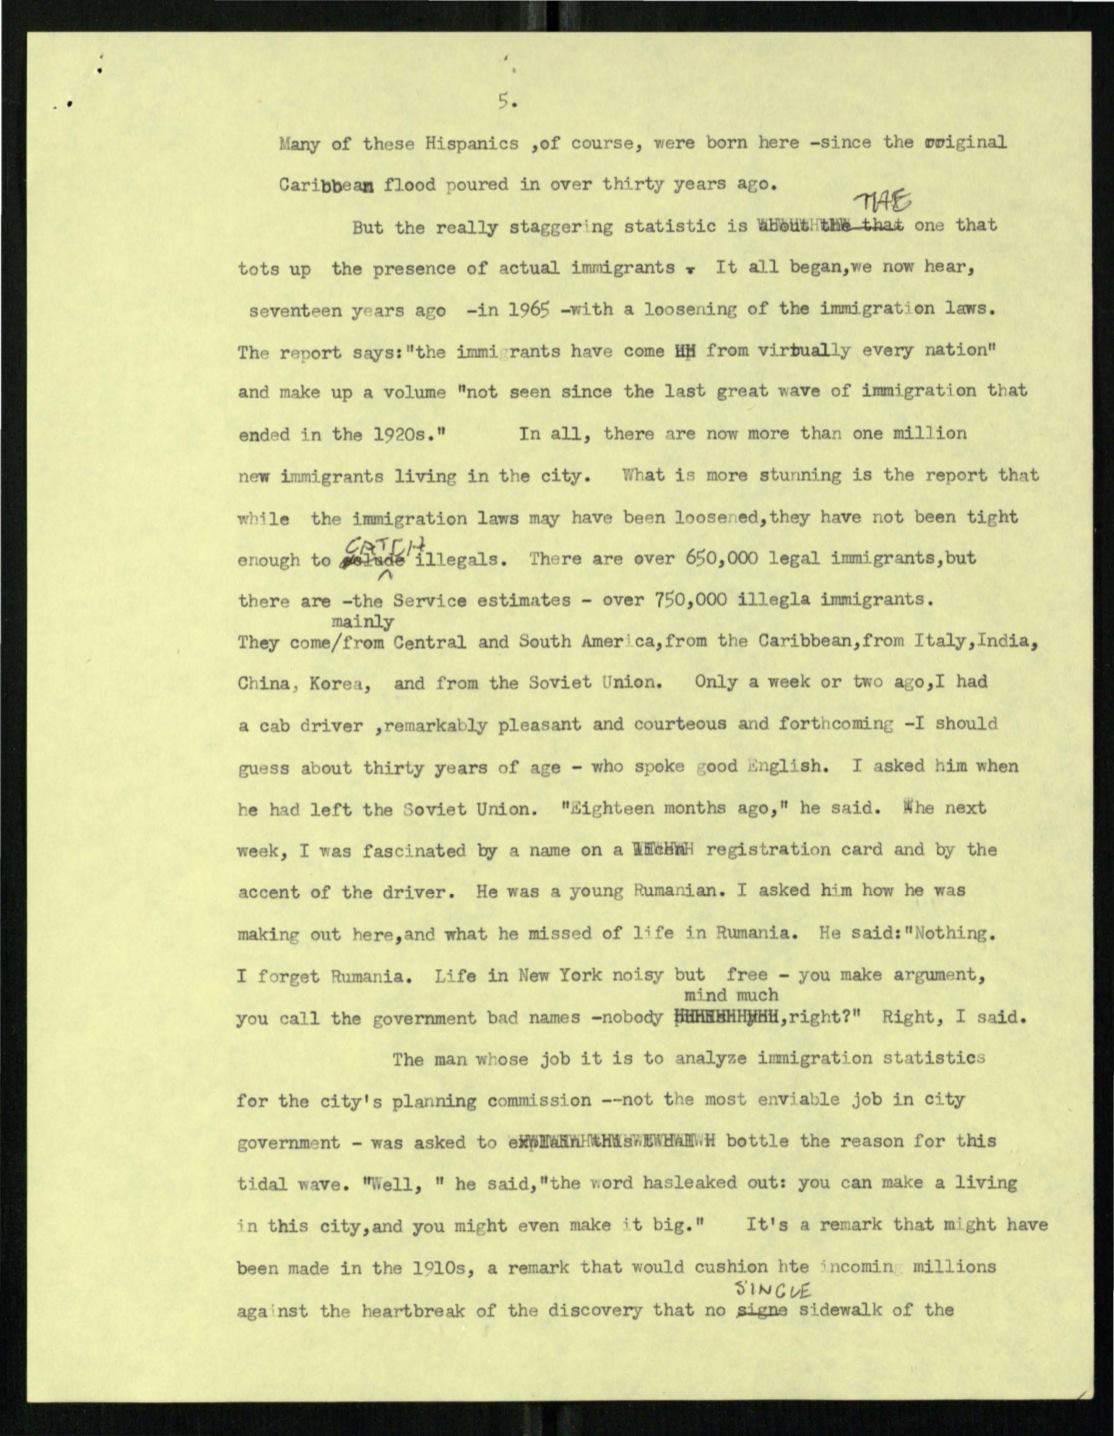 5.
Many of these Hispanics ,of course, were born here -since the original
Caribbean flood poured in over thirty years ago.
THE
But the really staggering statistic is about the that one that
tots up the presence of actual immigrants . It all began,we now hear,
seventeen years ago -in 1965 -with a loosening of the immigration laws.
The report says:"the immigrants have come from virtually every nation"
and make up a volume "not seen since the last great wave of immigration that
ended in the 1920s." In all, there are now more than one million
new immigrants living in the city. What is more stunning is the report that
while the immigration laws may have been loosened,they have not been tight
CATCH
enough to illegals. There are over 650,000 legal immigrants,but
there are -the Service estimates - over 750,000 illegla immigrants.
mainly
They come/from Central and South America,from the Caribbean,from Italy,India,
China, Korea, and from the Soviet Union. Only a week or two ago,I had
a cab driver ,remarkably pleasant and courteous and forthcoming -I should
guess about thirty years of age - who spoke good English. I asked him when
he had left the Soviet Union. "Eighteen months ago," he said. The next
week, I was fascinated by a name on a registration card and by the
accent of the driver. He was a young Rumanian. I asked him how he was
making out here,and what he missed of life in Rumania. He said:"Nothing.
I forget Rumania. Life in New York noisy but free - you make argument,
mind much
you call the government bad names -nobody ,right?" Right, I said.
The man whose job it is to analyze immigration statistics
for the city's planning commission --not the most enviable job in city
government - was asked to explain this bottle the reason for this
tidal wave. "Well, " he said,"the word hasleaked out: you can make a living
in this city,and you might even make it big." It's a remark that might have
been made in the 1910s, a remark that would cushion hte incoming millions
SINGLE
against the heartbreak of the discovery that no signe sidewalk of the